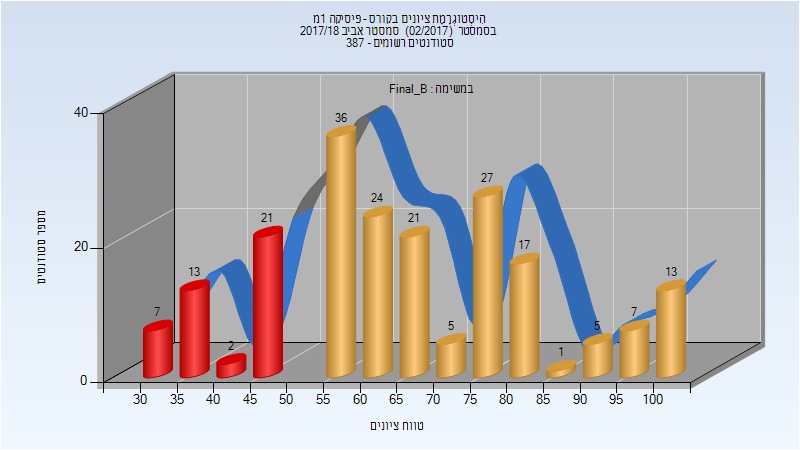 היסטוגרמת ציונים בקורס - פיסיקה 1מ
בסמסטר (02/2017) סמסטר אביב 2017/18
סטודנטים רשומים - 387
במשימה : Final_B
מספר סטודנטים
40
20
0
7
13
2
21
36
24
21
5
27
17
1
5
7
13
30 35 40 45 50 55 60 65 70 75 80 85 90 95 100
טווח ציונים